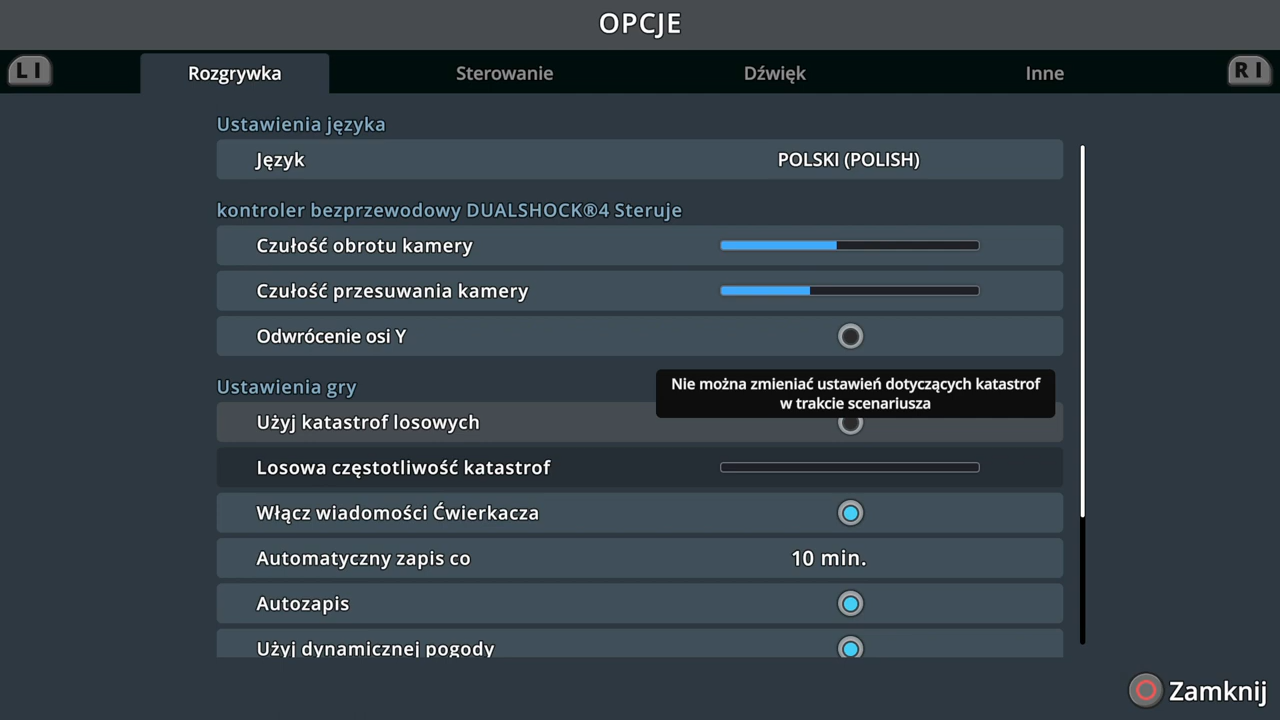 OPCJE
L1
Rozgrywka
Sterowanie
Dźwięk
Inne
R1
Ustawienia języka
Język
POLSKI (POLISH)
kontroler bezprzewodowy DUALSHOCK®4 Steruje
Czułość obrotu kamery
Czułość przesuwania kamery
Odwrócenie osi Y
Ustawienia gry
Nie można zmieniać ustawień dotyczących katastrof
w trakcie scenariusza
Użyj katastrof losowych
Losowa częstotliwość katastrof
Włącz wiadomości Ćwierkacza
Automatyczny zapis co
10 min.
Autozapis
Użyj dynamicznej pogody
Zamknij